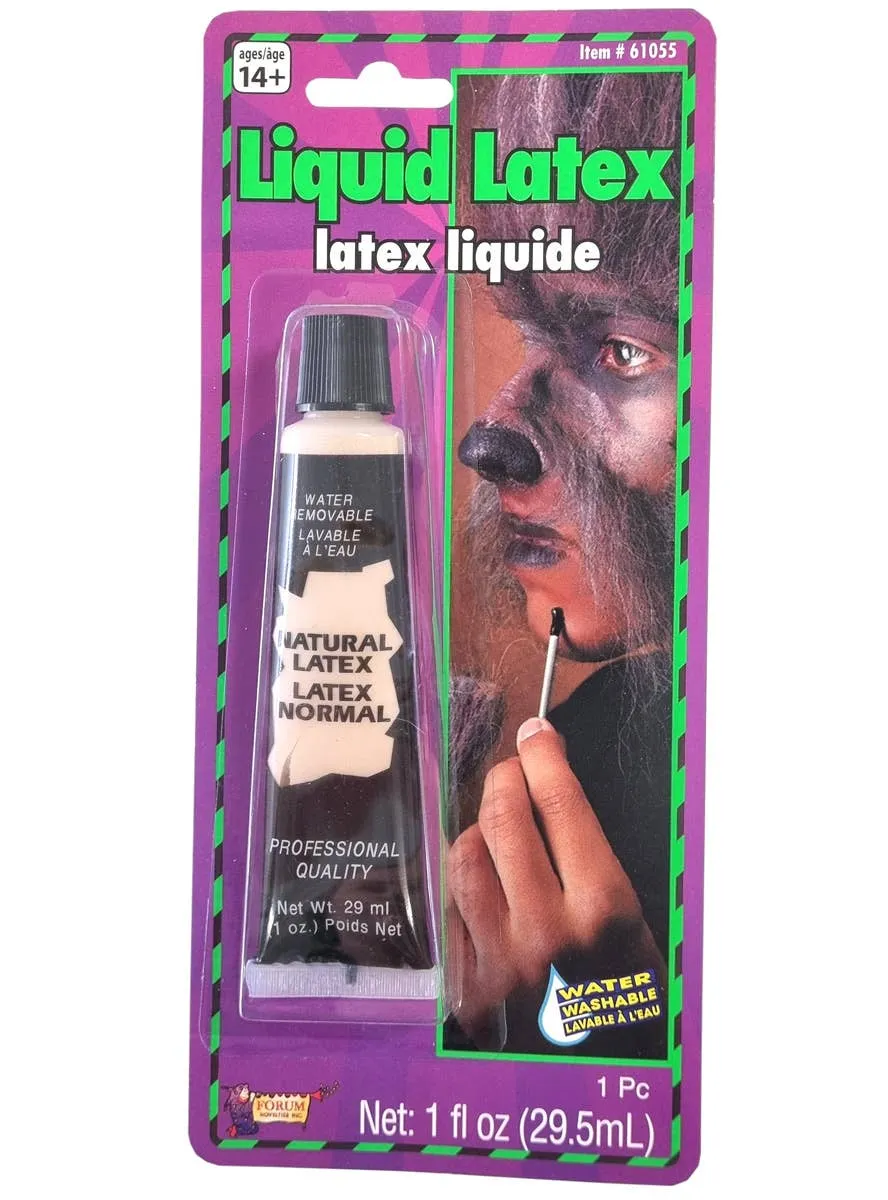 ages/âge
14+
Item # 61055
Liquid Latex
latex liquide
WATER
REMOVABLE
LAVABLE
À L'EAU
NATURAL
LATEX
LATEX
NORMAL
PROFESSIONAL
QUALITY
Net Wt. 29 ml
(1 oz.) Poids Net
WATER
WASHABLE
LAVABLE À L'EAU
FORUM
NOVELTIES INC.
1 Pc
Net: 1 fl oz (29.5mL)